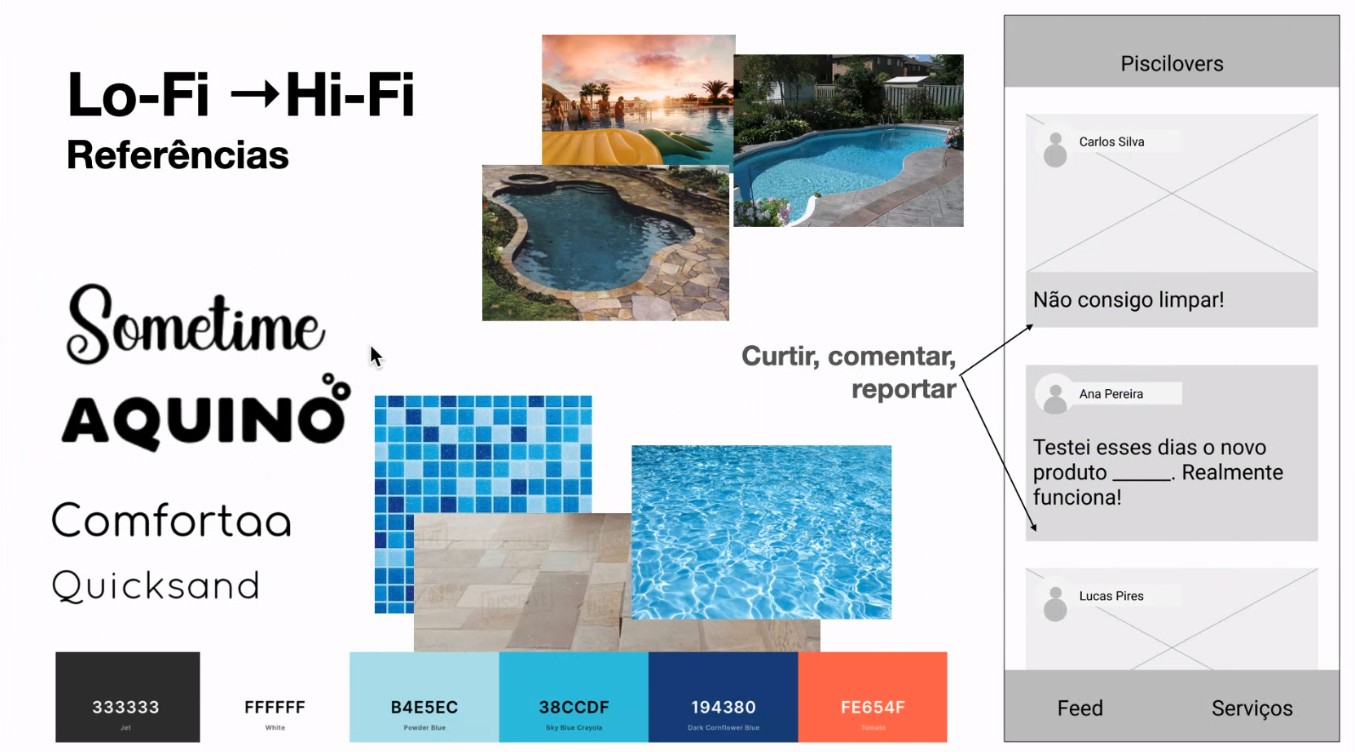 Lo-Fi →Hi-Fi
Referências
Sometime
AQUINO
Comfortaa
Quicksand
333333
Jet
FFFFFF
White
B4E5EC
Powder Blue
38CCDF
Sky Blue Crayola
194380
Dark Cornflower Blue
FE654F
Tomato
Curtir, comentar,
reportar
Piscilovers
Carlos Silva
Não consigo limpar!
Ana Pereira
Testei esses dias o novo
produto _____. Realmente
funciona!
Lucas Pires
Feed
Serviços